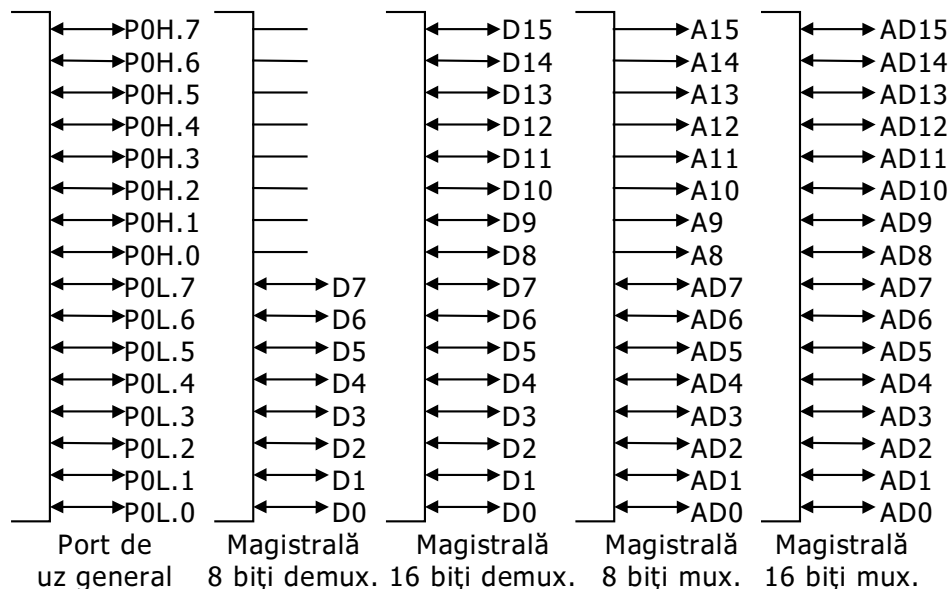 P0H.7 D15 A15 AD15
P0H.6 D14 A14 AD14
P0H.5 D13 A13 AD13
P0H.4 D12 A12 AD12
P0H.3 D11 A11 AD11
P0H.2 D10 A10 AD10
P0H.1 D9 A9 AD9
P0H.0 D8 A8 AD8
P0L.7 D7 D7 AD7 AD7
P0L.6 D6 D6 AD6 AD6
P0L.5 D5 D5 AD5 AD5
P0L.4 D4 D4 AD4 AD4
P0L.3 D3 D3 AD3 AD3
P0L.2 D2 D2 AD2 AD2
P0L.1 D1 D1 AD1 AD1
P0L.0 D0 D0 AD0 AD0
Port de Magistrală Magistrală Magistrală Magistrală
uz general 8 biţi demux. 16 biţi demux. 8 biţi mux. 16 biţi mux.